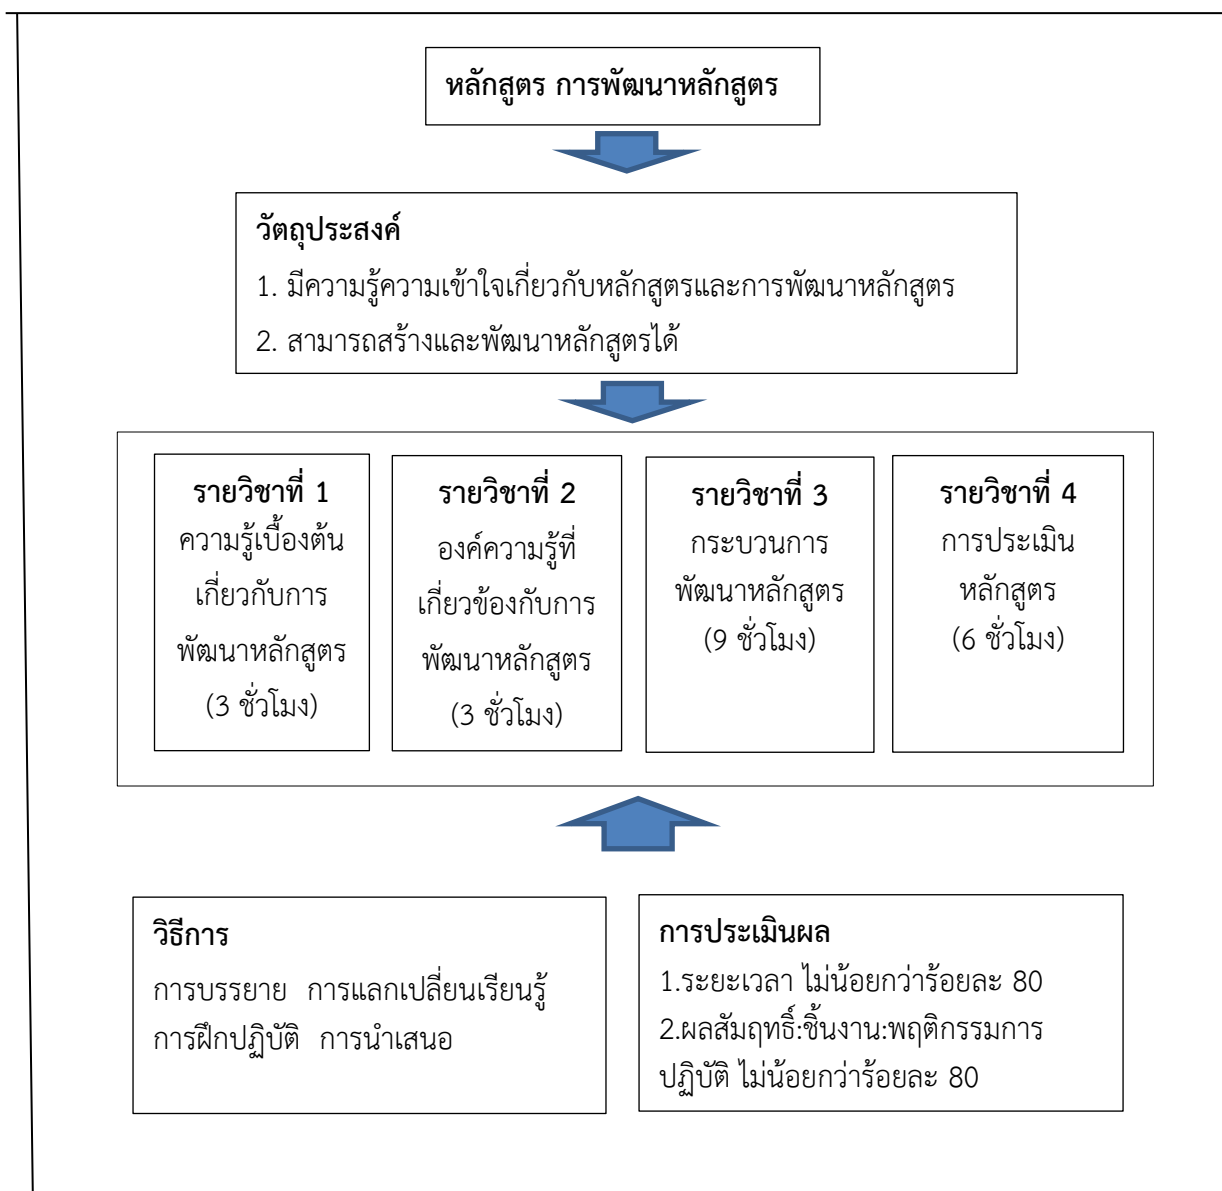 หลักสูตร การพัฒนาหลักสูตร
วัตถุประสงค์
1. มีความรู้ความเข้าใจเกี่ยวกับหลักสูตรและการพัฒนาหลักสูตร
2. สามารถสร้างและพัฒนาหลักสูตรได้
รายวิชาที่ 1
ความรู้เบื้องต้น
เกี่ยวกับการ
พัฒนาหลักสูตร
(3 ชั่วโมง)
รายวิชาที่ 2
องค์ความรู้ที่
เกี่ยวข้องกับการ
พัฒนาหลักสูตร
(3 ชั่วโมง)
รายวิชาที่ 3
กระบวนการ
พัฒนาหลักสูตร
(9 ชั่วโมง)
รายวิชาที่ 4
การประเมิน
หลักสูตร
(6 ชั่วโมง)
วิธีการ
การบรรยาย การแลกเปลี่ยนเรียนรู้
การฝึกปฏิบัติ การนำเสนอ
การประเมินผล
1.ระยะเวลา ไม่น้อยกว่าร้อยละ 80
2.ผลสัมฤทธิ์:ชิ้นงาน:พฤติกรรมการ
ปฏิบัติ ไม่น้อยกว่าร้อยละ 80